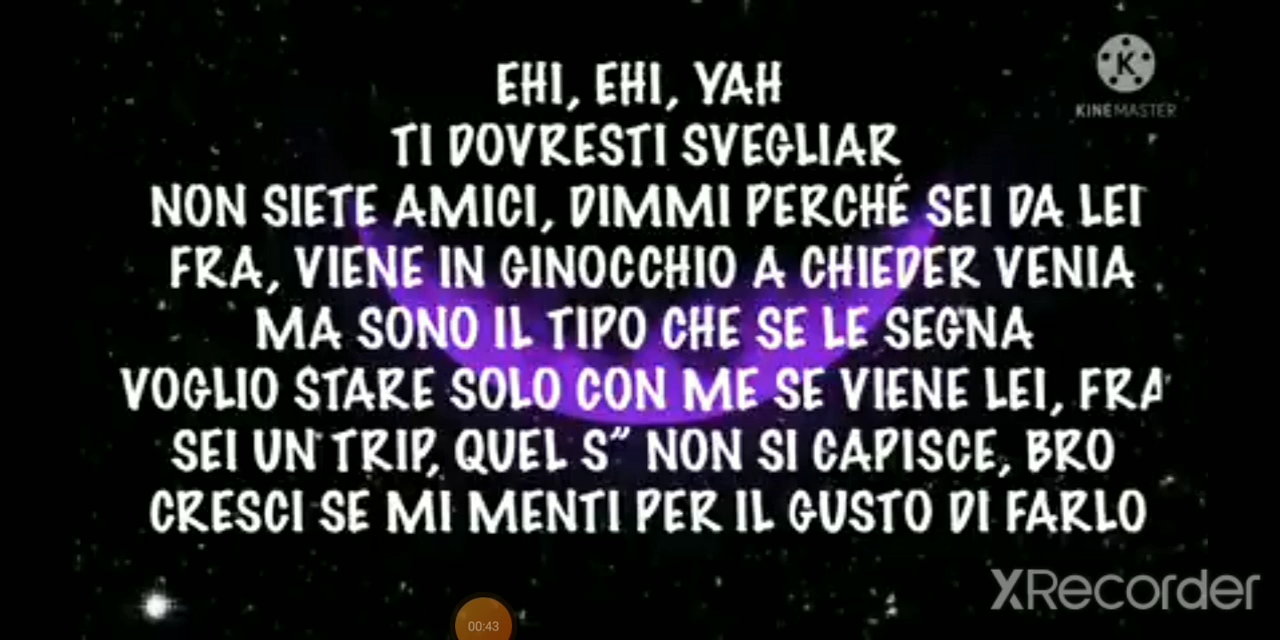 EHI, EHI, YAH
TI DOVRESTI SVEGLIAR
NON SIETE AMICI, DIMMI PERCHÉ SEI DA LEI
FRA, VIENE IN GINOCCHIO A CHIEDER VENIA
MA SONO IL TIPO CHE SE LE SEGNA
VOGLIO STARE SOLO CON ME SE VIENE LEI, FRA
SEI UN TRIP, QUEL S” NON SI CAPISCE, BRO
CRESCI SE MI MENTI PER IL GUSTO DI FARLO
K
KINEMASTER
XRecorder
00:43